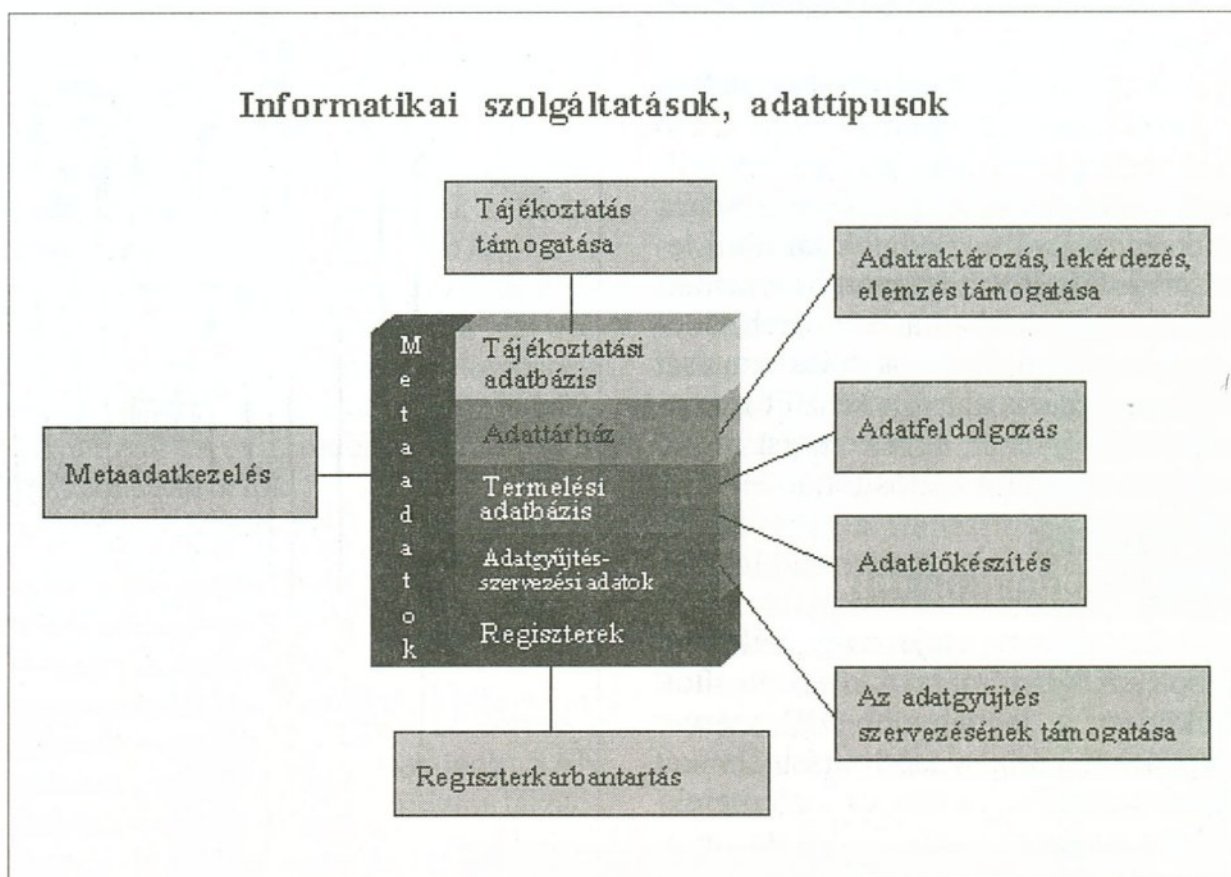 Informatikai szolgáltatások, adattípusok
Tájékoztatás
támogatása
Adatraktározás, lekérdezés,
elemzés támogatása
Metaadatok
Tájékoztatási
adatbázis
Adattárház
Adatfeldolgozás
Metaadatkezelés
Termelési
adatbázis
Adatelőkészítés
Adatgyűjtés-
szervezési adatok
Regiszterek
Az adatgyűjtés
szervezésének támogatása
Regiszterkarbantartás